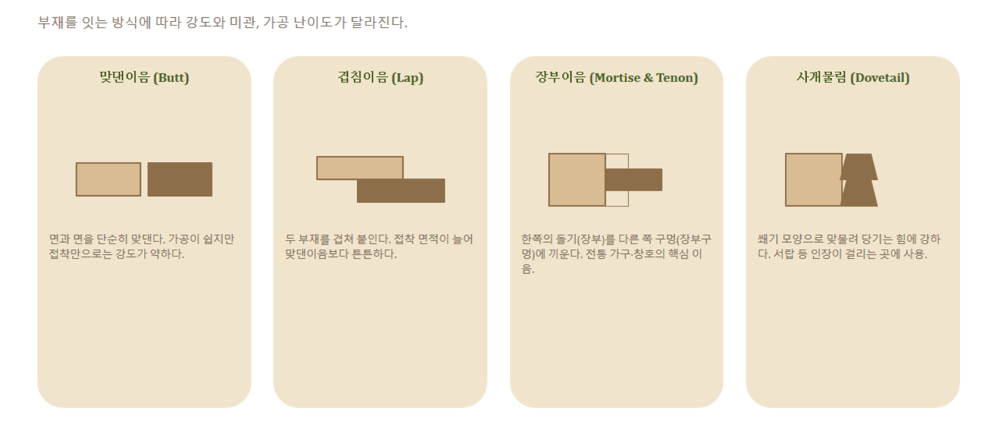 부재를 잇는 방식에 따라 강도와 미관, 가공 난이도가 달라진다.
맞댄이음 (Butt)
면과 면을 단순히 맞댄다. 가공이 쉽지만
접착만으로는 강도가 약하다.
겹침이음 (Lap)
두 부재를 겹쳐 붙인다. 접착 면적이 늘어
맞댄이음보다 튼튼하다.
장부이음 (Mortise & Tenon)
한쪽의 돌기(장부)를 다른 쪽 구멍(장부구
멍)에 끼운다. 전통 가구·창호의 핵심 이
음.
사개물림 (Dovetail)
쐐기 모양으로 맞물려 당기는 힘에 강하
다. 서랍 등 인장이 걸리는 곳에 사용.